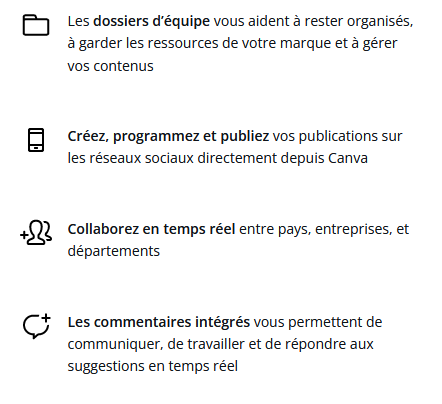 Les dossiers d’équipe vous aident à rester organisés,
à garder les ressources de votre marque et à gérer
vos contenus
Créez, programmez et publiez vos publications sur
les réseaux sociaux directement depuis Canva
Collaborez en temps réel entre pays, entreprises, et
départements
Les commentaires intégrés vous permettent de
communiquer, de travailler et de répondre aux
suggestions en temps réel